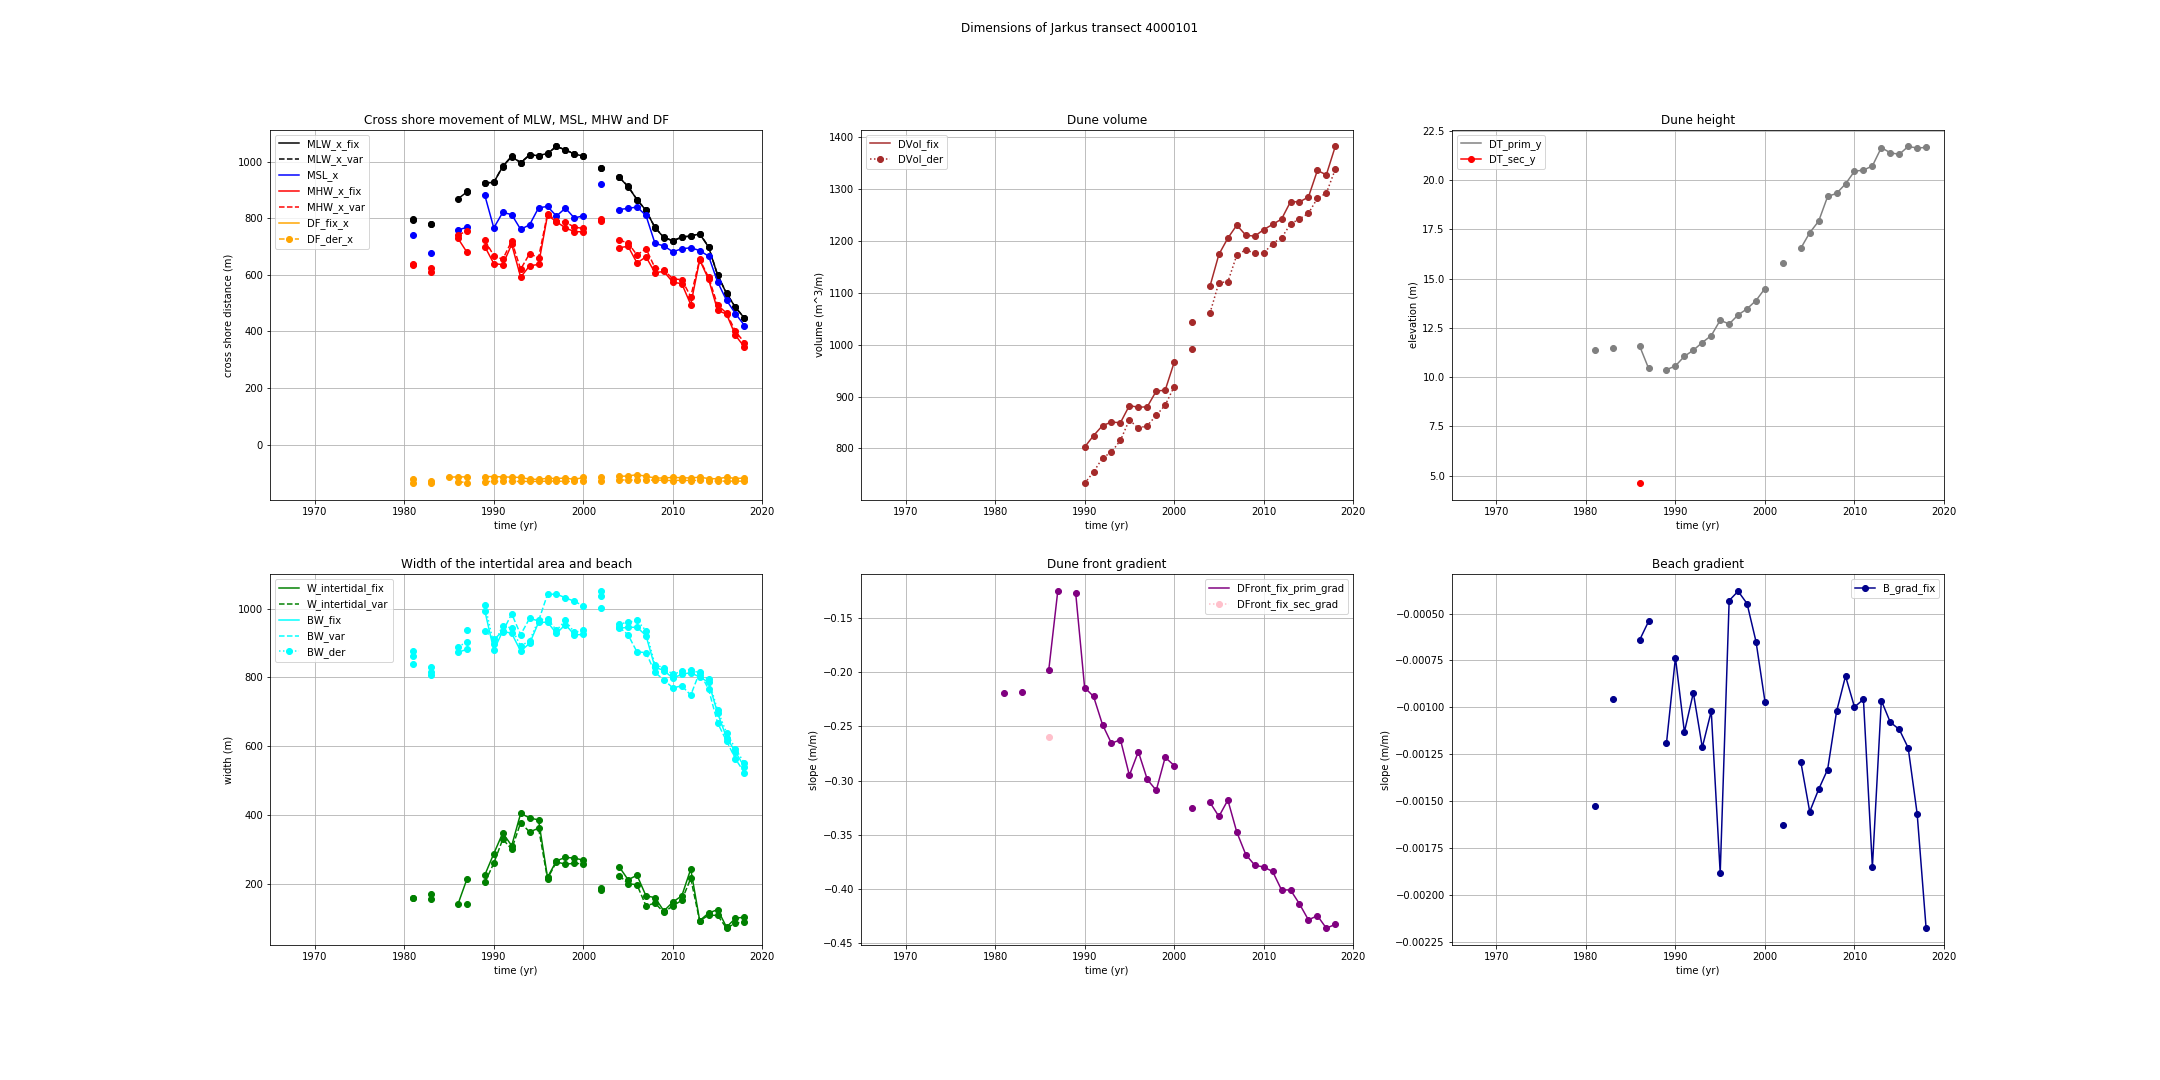 Dimensions of Jarkus transect 4000101
Cross shore movement of MLW, MSL, MHW and DF
MLW_x_fix
MLW_x_var
MSL_x
MHW_x_fix
MHW_x_var
DF_fix_x
DF_der_x
cross shore distance (m)
1000
800
600
400
200
0
1970 1980 1990 2000 2010 2020
time (yr)
Dune volume
DVol_fix
DVol_der
volume (m^3/m)
1400
1300
1200
1100
1000
900
800
1970 1980 1990 2000 2010 2020
time (yr)
Dune height
DT_prim_y
DT_sec_y
elevation (m)
22.5
20.0
17.5
15.0
12.5
10.0
7.5
5.0
1970 1980 1990 2000 2010 2020
time (yr)
Width of the intertidal area and beach
W_intertidal_fix
W_intertidal_var
BW_fix
BW_var
BW_der
width (m)
1000
800
600
400
200
1970 1980 1990 2000 2010 2020
time (yr)
Dune front gradient
DFront_fix_prim_grad
DFront_fix_sec_grad
slope (m/m)
−0.15
−0.20
−0.25
−0.30
−0.35
−0.40
−0.45
1970 1980 1990 2000 2010 2020
time (yr)
Beach gradient
B_grad_fix
slope (m/m)
−0.00050
−0.00075
−0.00100
−0.00125
−0.00150
−0.00175
−0.00200
−0.00225
1970 1980 1990 2000 2010 2020
time (yr)